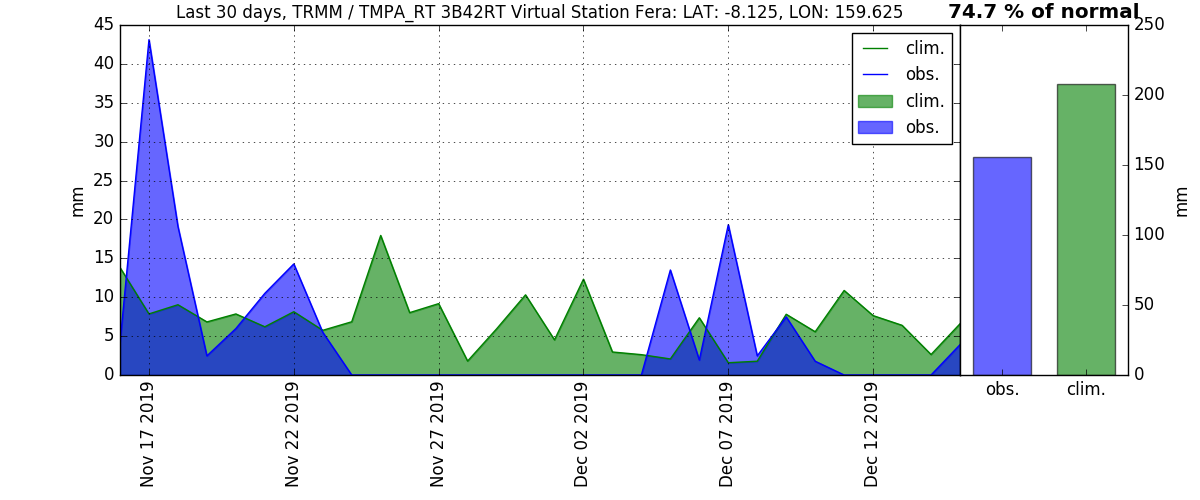 Last 30 days, TRMM / TMPA_RT 3B42RT Virtual Station Fera: LAT: -8.125, LON: 159.625
74.7 % of normal
45
40
35
30
25
20
15
10
5
0
mm
clim.
obs.
clim.
obs.
Nov 17 2019
Nov 22 2019
Nov 27 2019
Dec 02 2019
Dec 07 2019
Dec 12 2019
250
200
150
100
50
0
mm
obs.
clim.